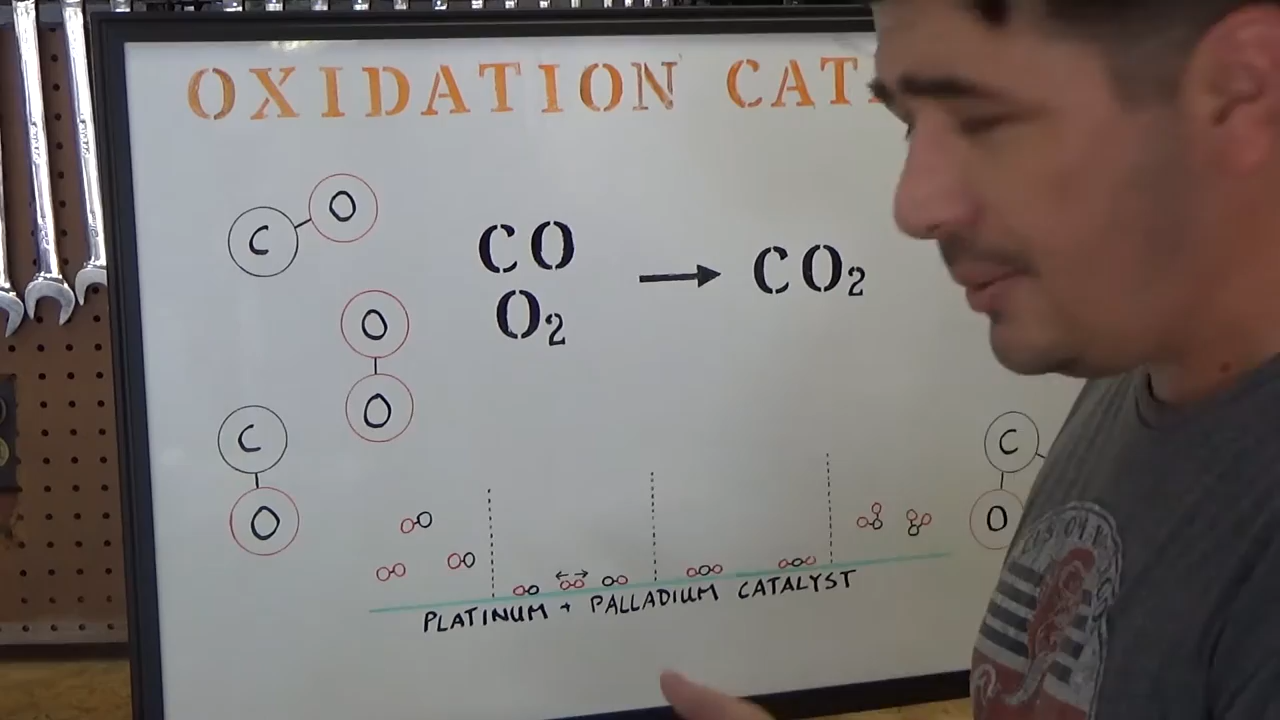 OXIDATION CAT
C O
O
O
C
O
CO
O₂
→ CO₂
C
O
PLATINUM + PALLADIUM CATALYST